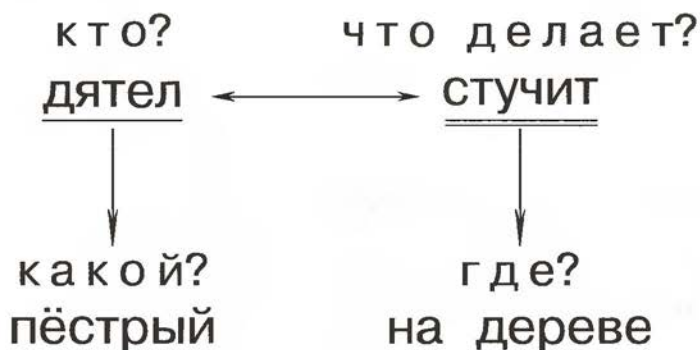 кто? что делает?
дятел стучит
какой? где?
пёстрый на дереве